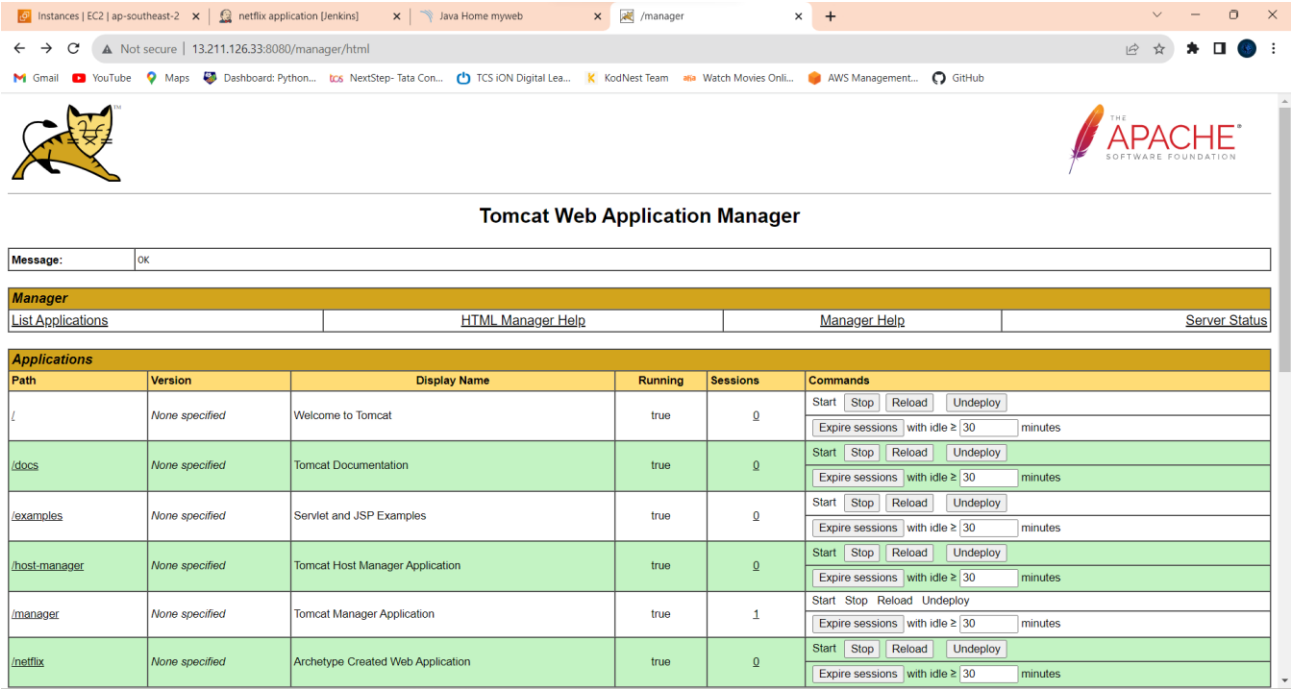 Instances | EC2 | ap-southeast-2
netflix application [Jenkins]
Java Home myweb
/manager
Not secure | 13.211.126.33:8080/manager/html
Gmail YouTube Maps Dashboard: Python... NextStep- Tata Con... TCS iON Digital Lea... KodNest Team Watch Movies Onli... AWS Management... GitHub
TM
THE
APACHE®
SOFTWARE FOUNDATION
Tomcat Web Application Manager
Message: OK
Manager
List Applications HTML Manager Help Manager Help Server Status
Applications
Path Version Display Name Running Sessions Commands
/ None specified Welcome to Tomcat true 0 Start Stop Reload Undeploy
Expire sessions with idle ≥ 30 minutes
/docs None specified Tomcat Documentation true 0 Start Stop Reload Undeploy
Expire sessions with idle ≥ 30 minutes
/examples None specified Servlet and JSP Examples true 0 Start Stop Reload Undeploy
Expire sessions with idle ≥ 30 minutes
/host-manager None specified Tomcat Host Manager Application true 0 Start Stop Reload Undeploy
Expire sessions with idle ≥ 30 minutes
/manager None specified Tomcat Manager Application true 1 Start Stop Reload Undeploy
Expire sessions with idle ≥ 30 minutes
/netflix None specified Archetype Created Web Application true 0 Start Stop Reload Undeploy
Expire sessions with idle ≥ 30 minutes